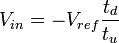 V_{in} = -V_{ref} \frac{t_d}{t_u}